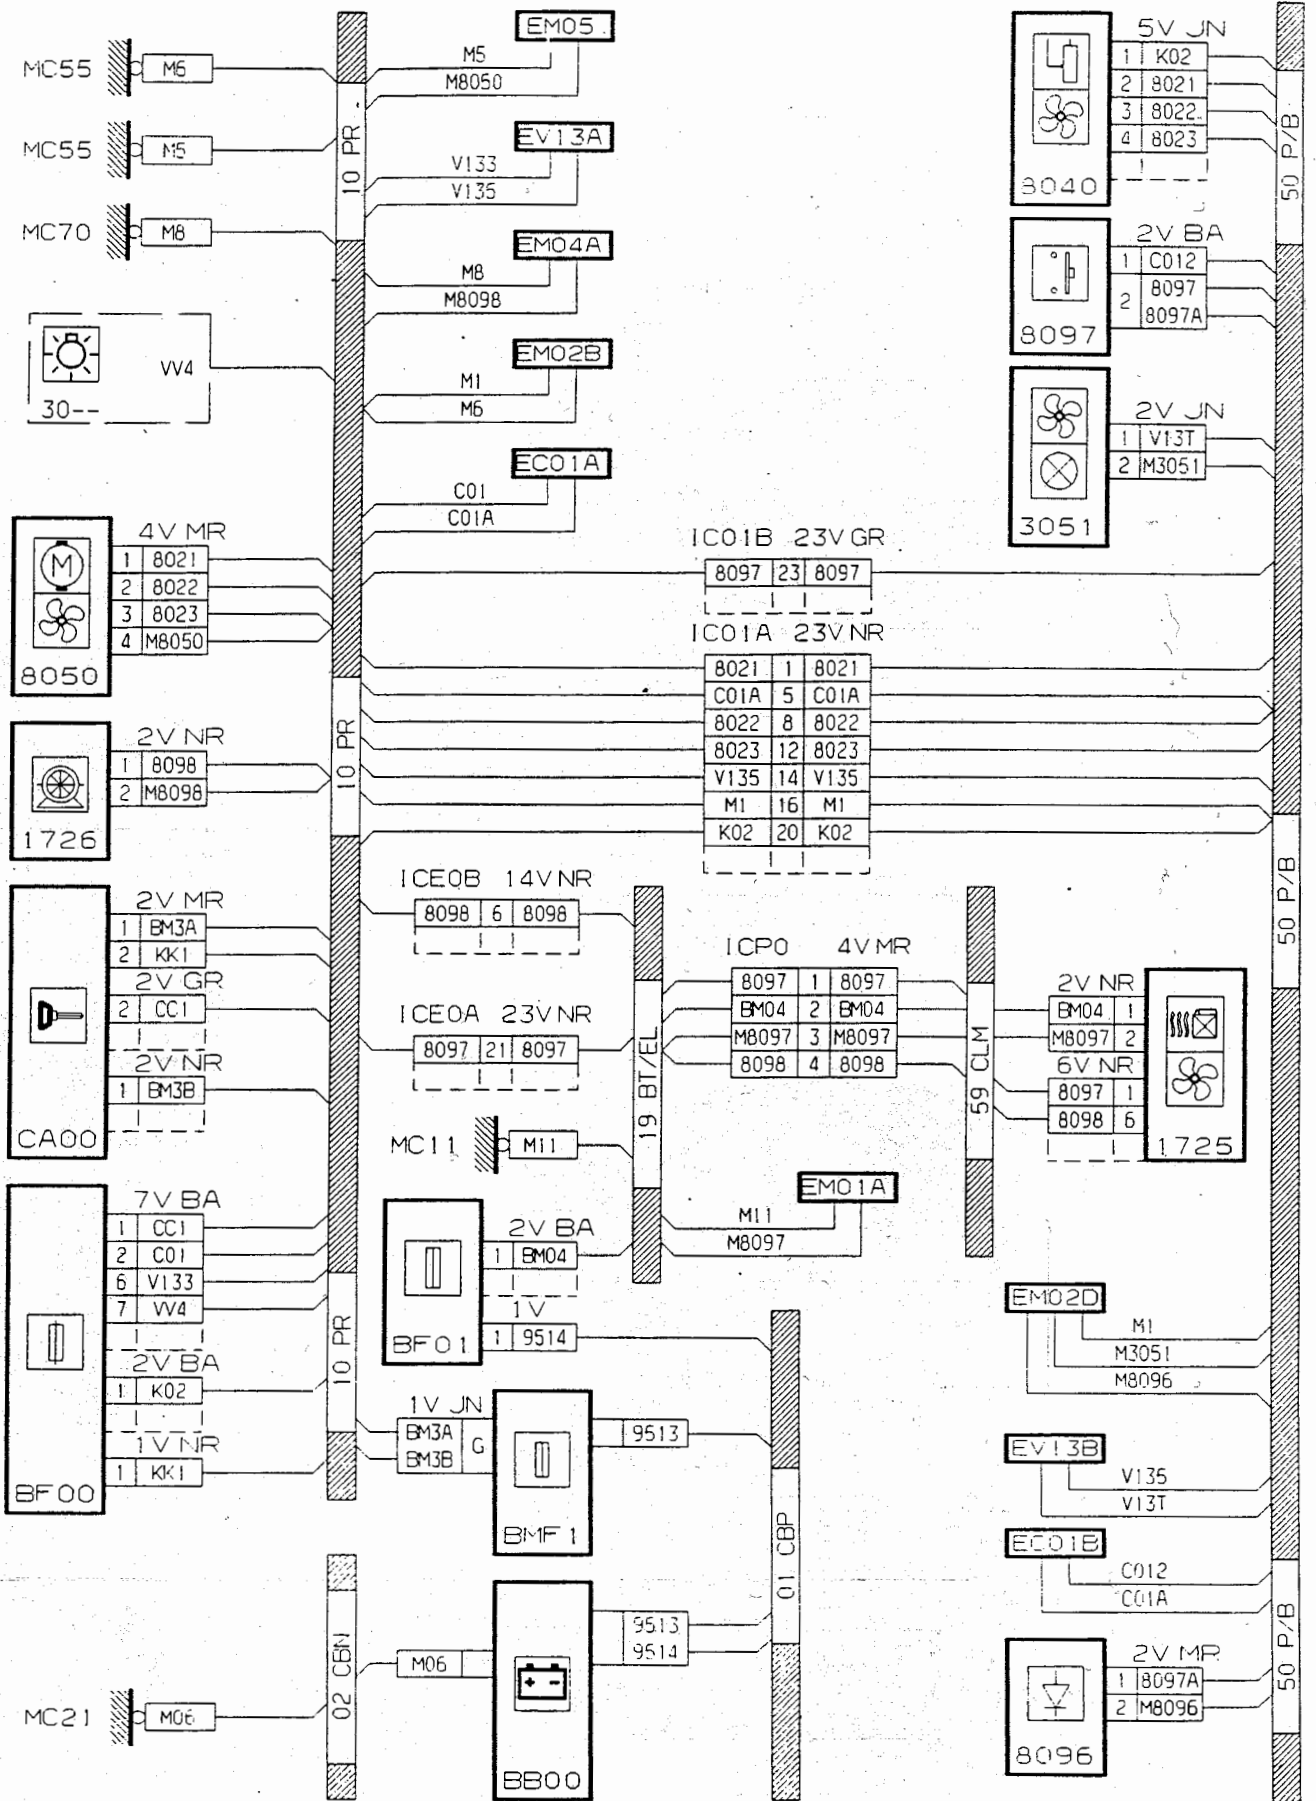 EM05
MC55 M6
M5
M8050
10 PR
MC55 M5
EV13A
V133
V135
MC70 M8
EM04A
M8
M8098
VV4
30--
EM02B
M1
M6
EC01A
C01
C01A
5V JN
1 K02
2 8021
3 8022
4 8023
8040
50 P/B
2V BA
1 C012
2 8097
8097A
8097
2V JN
1 V13T
2 M3051
3051
4V MR
M
1 8021
2 8022
3 8023
4 M8050
8050
IC01B 23V GR
8097 23 8097
IC01A 23V NR
8021 1 8021
C01A 5 C01A
8022 8 8022
8023 12 8023
V135 14 V135
M1 16 M1
K02 20 K02
2V NR
1 8098
2 M8098
1726
10 PR
50 P/B
2V MR
1 BM3A
2 KK1
2V GR
2 CC1
2V NR
1 BM3B
CA00
ICE0B 14V NR
8098 6 8098
ICE0A 23V NR
8097 21 8097
MC11 M11
19 BT/EL
ICP0 4V MR
8097 1 8097
BM04 2 BM04
M8097 3 M8097
8098 4 8098
59 CLM
2V NR
BM04 1
M8097 2
6V NR
8097 1
8098 6
1725
EM01A
M11
M8097
7V BA
1 CC1
2 C01
6 V133
7 VV4
2V BA
1 K02
1V NR
1 KK1
BF00
10 PR
2V BA
1 BM04
1V
1 9514
BF01
1V JN
BM3A
BM3B
G
9513
BMF1
01 CBP
EM02D
M1
M3051
M8096
EV13B
V135
V13T
EC01B
C012
C01A
50 P/B
02 CBN
M06
9513
9514
+ -
BB00
MC21 M06
2V MR
1 8097A
2 M8096
8096